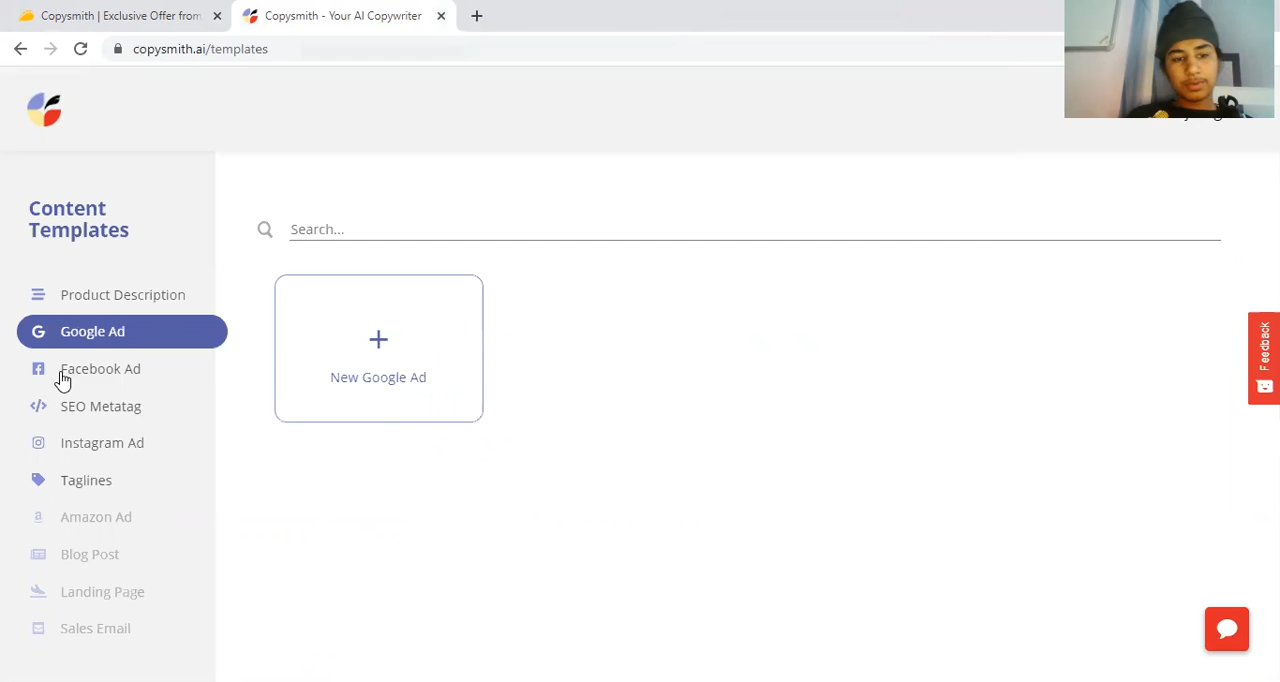 Copysmith | Exclusive Offer from
Copysmith - Your AI Copywriter
copysmith.ai/templates
Content
Templates
Product Description
Google Ad
Facebook Ad
SEO Metatag
Instagram Ad
Taglines
Amazon Ad
Blog Post
Landing Page
Sales Email
Search...
New Google Ad
Feedback